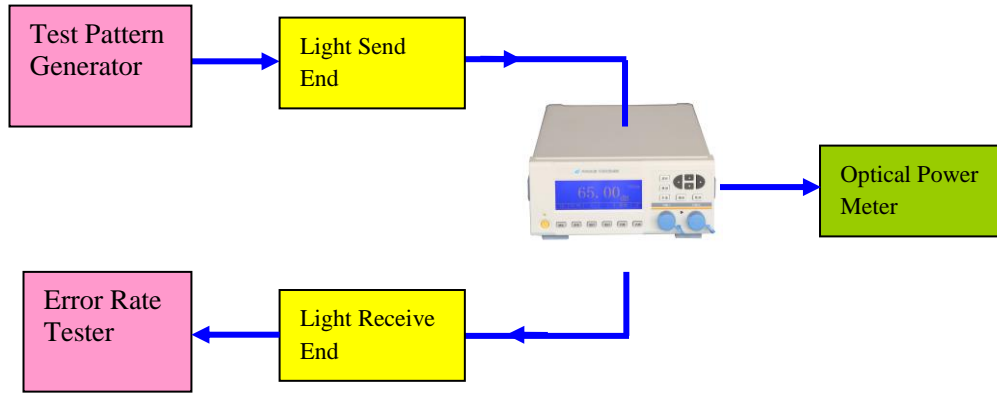 Test Pattern
Generator
Light Send
End
65.00
Optical Power
Meter
Error Rate
Tester
Light Receive
End